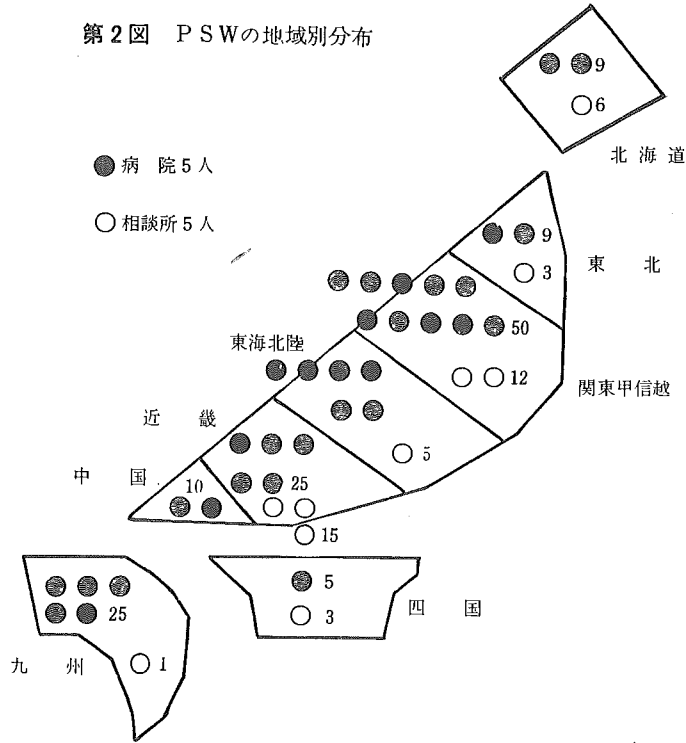 第2図 PSWの地域別分布
9
6
北海道
病院5人
相談所5人
9
3
東北
50
12
関東甲信越
東海北陸
5
近畿
25
15
中国
10
5
3
四国
25
1
九州